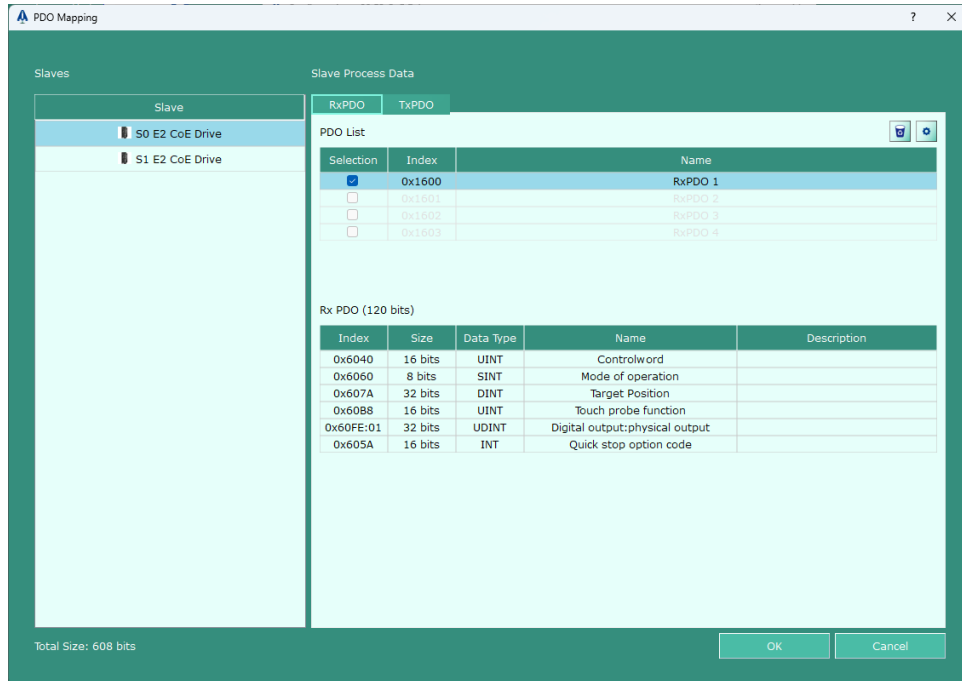 PDO Mapping ? ×
Slaves
Slave Process Data
Slave
S0 E2 CoE Drive
S1 E2 CoE Drive
RxPDO TxPDO
PDO List
Selection Index Name
0x1600 RxPDO 1
0x1601 RxPDO 2
0x1602 RxPDO 3
0x1603 RxPDO 4
Rx PDO (120 bits)
Index Size Data Type Name Description
0x6040 16 bits UINT Controlword
0x6060 8 bits SINT Mode of operation
0x607A 32 bits DINT Target Position
0x60B8 16 bits UINT Touch probe function
0x60FE:01 32 bits UDINT Digital output:physical output
0x605A 16 bits INT Quick stop option code
Total Size: 608 bits
OK Cancel